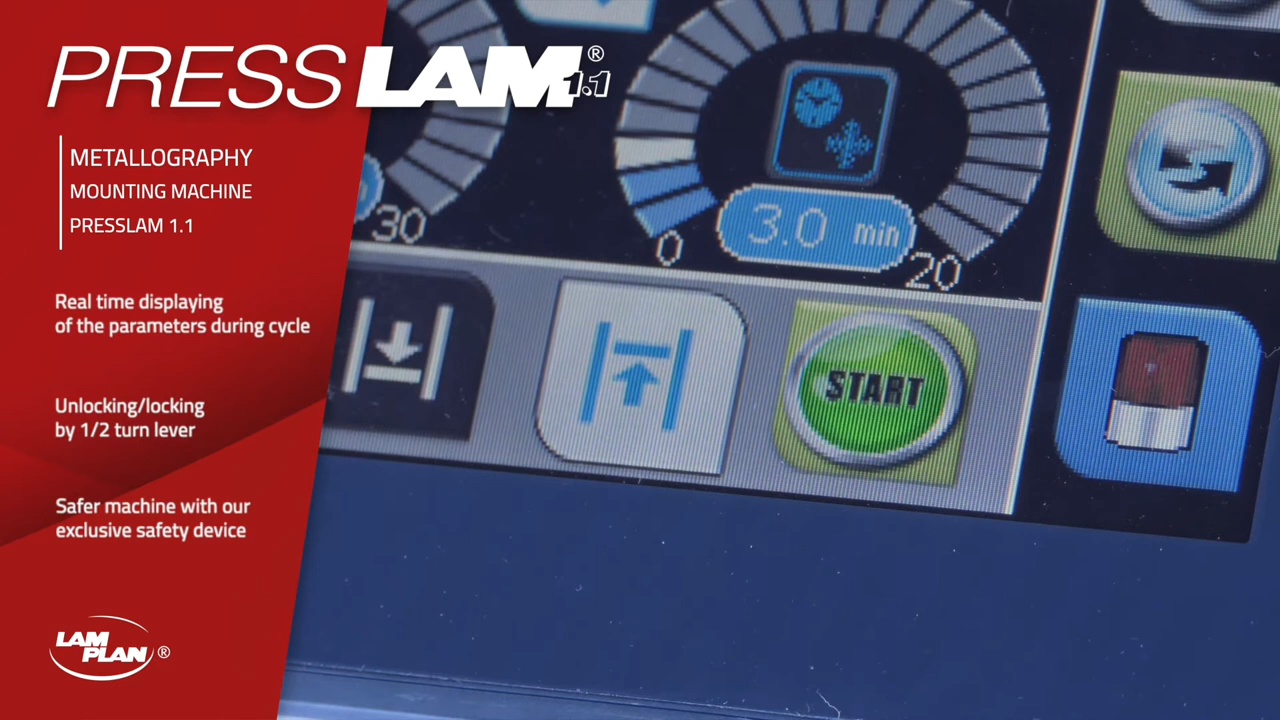 PRESSLAM® 1.1
METALLOGRAPHY
MOUNTING MACHINE
PRESSLAM 1.1
Real time displaying
of the parameters during cycle
Unlocking/locking
by 1/2 turn lever
Safer machine with our
exclusive safety device
LAM
PLAN ®
30
3.0 min
0
20
START